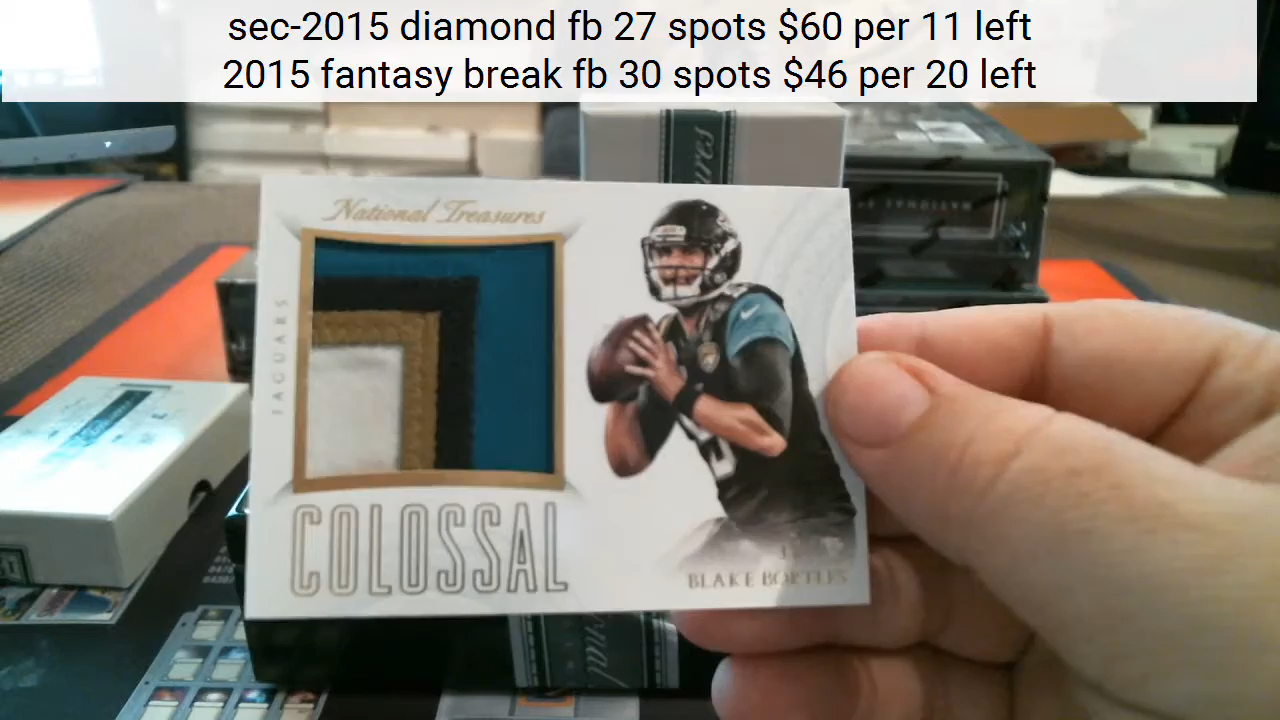 sec-2015 diamond fb 27 spots $60 per 11 left
2015 fantasy break fb 30 spots $46 per 20 left
National Treasures
JAGUARS
COLOSSAL
BLAKE BORTLES